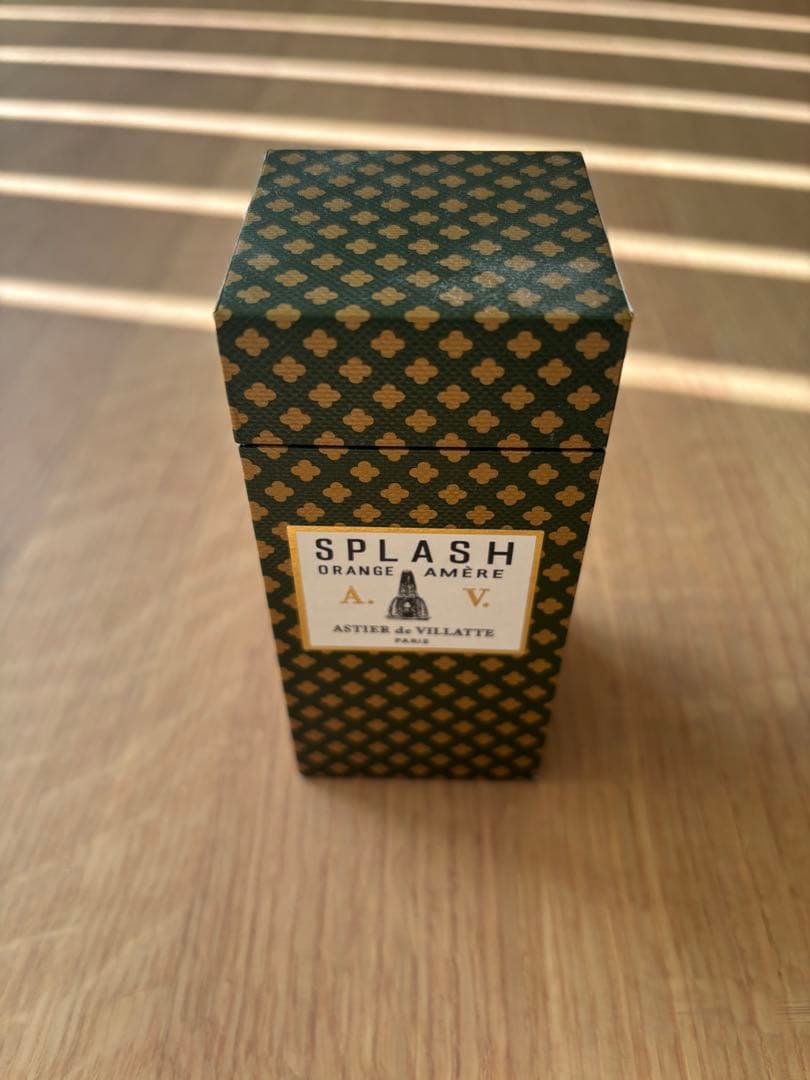 SPLASH
ORANGE AMÈRE
A. V.
ASTIER de VILLATTE
PARIS